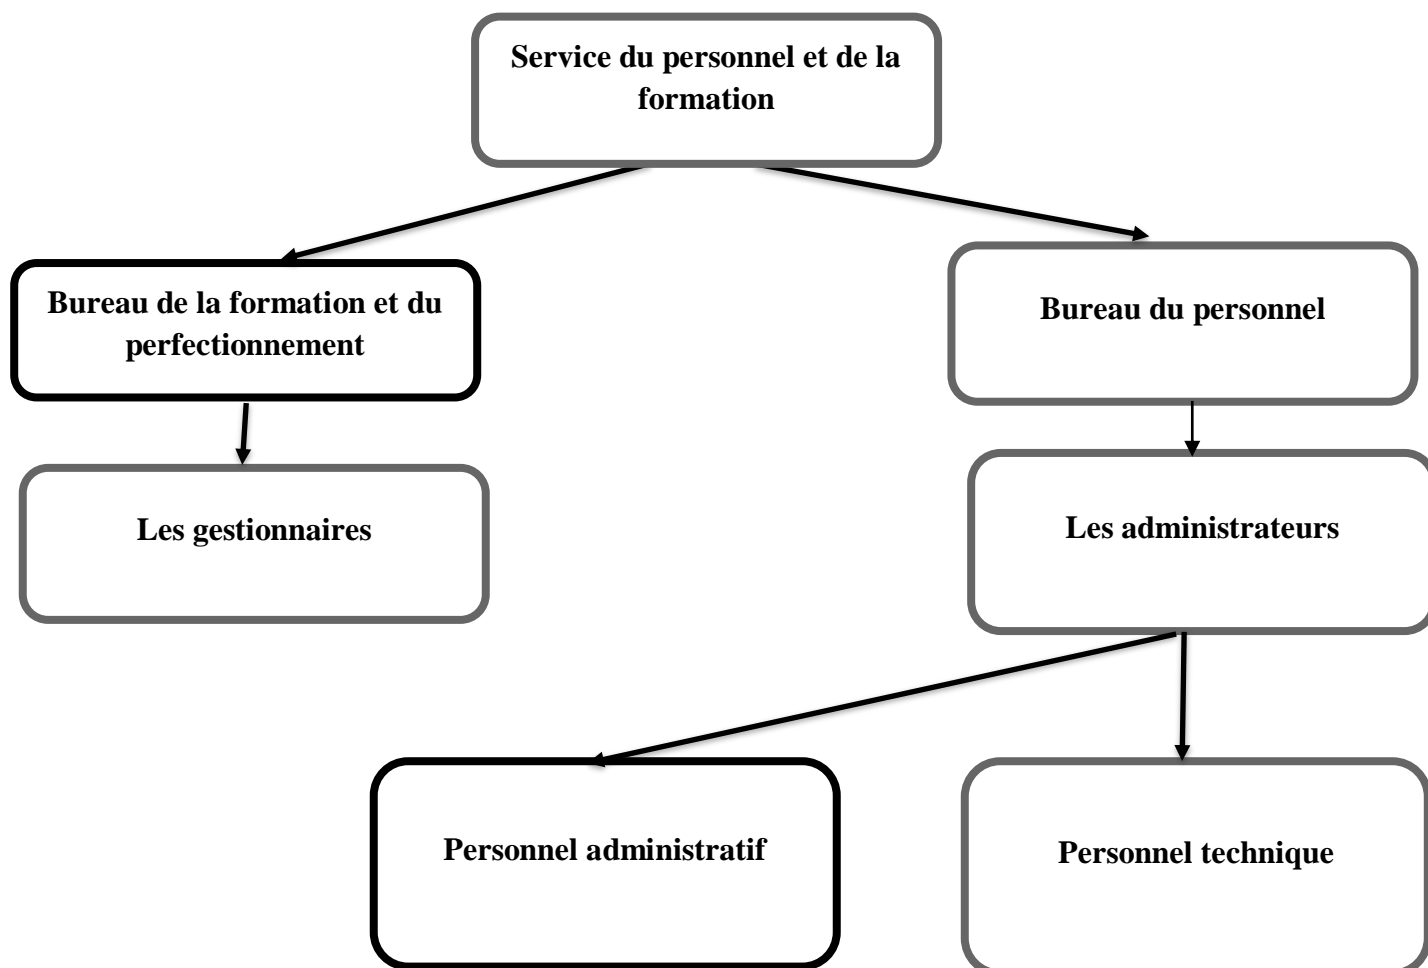 Service du personnel et de la
formation
Bureau de la formation et du
perfectionnement
Bureau du personnel
Les gestionnaires
Les administrateurs
Personnel administratif
Personnel technique